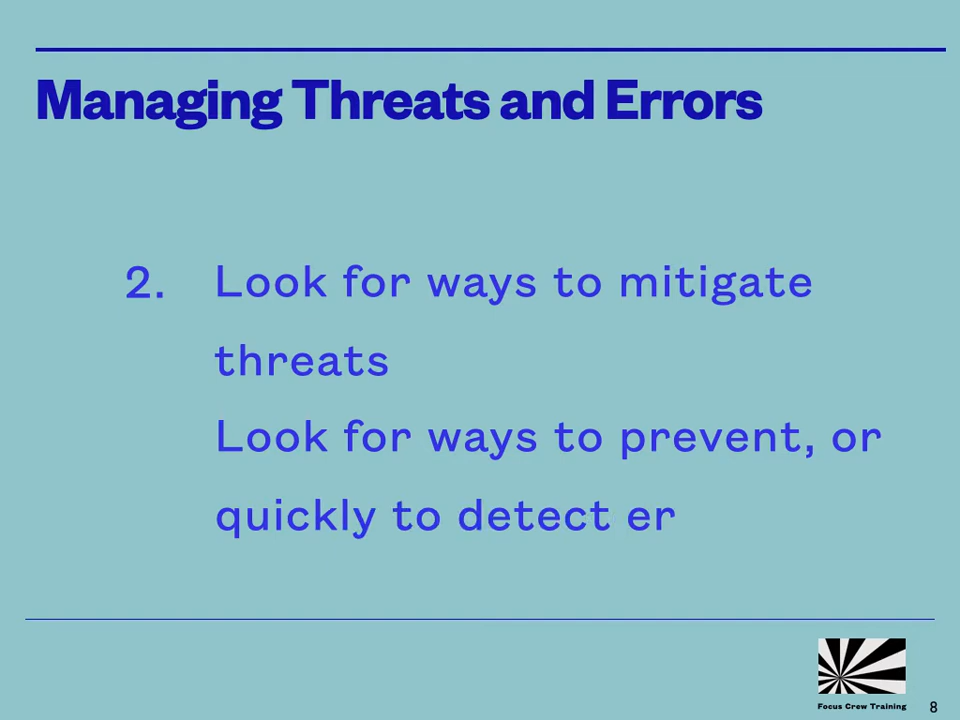 Managing Threats and Errors
2. Look for ways to mitigate
threats
Look for ways to prevent, or
quickly to detect er
Focus Crew Training
8